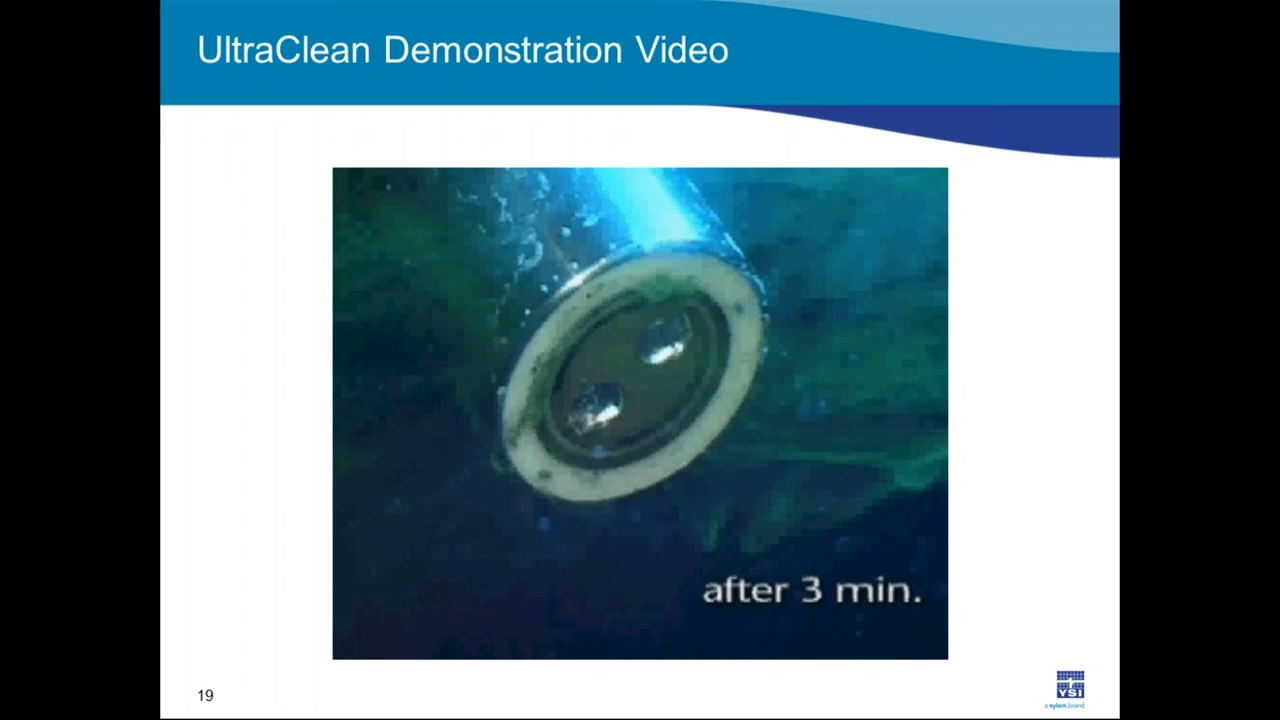 UltraClean Demonstration Video
after 3 min.
19
YSI
a xylem brand